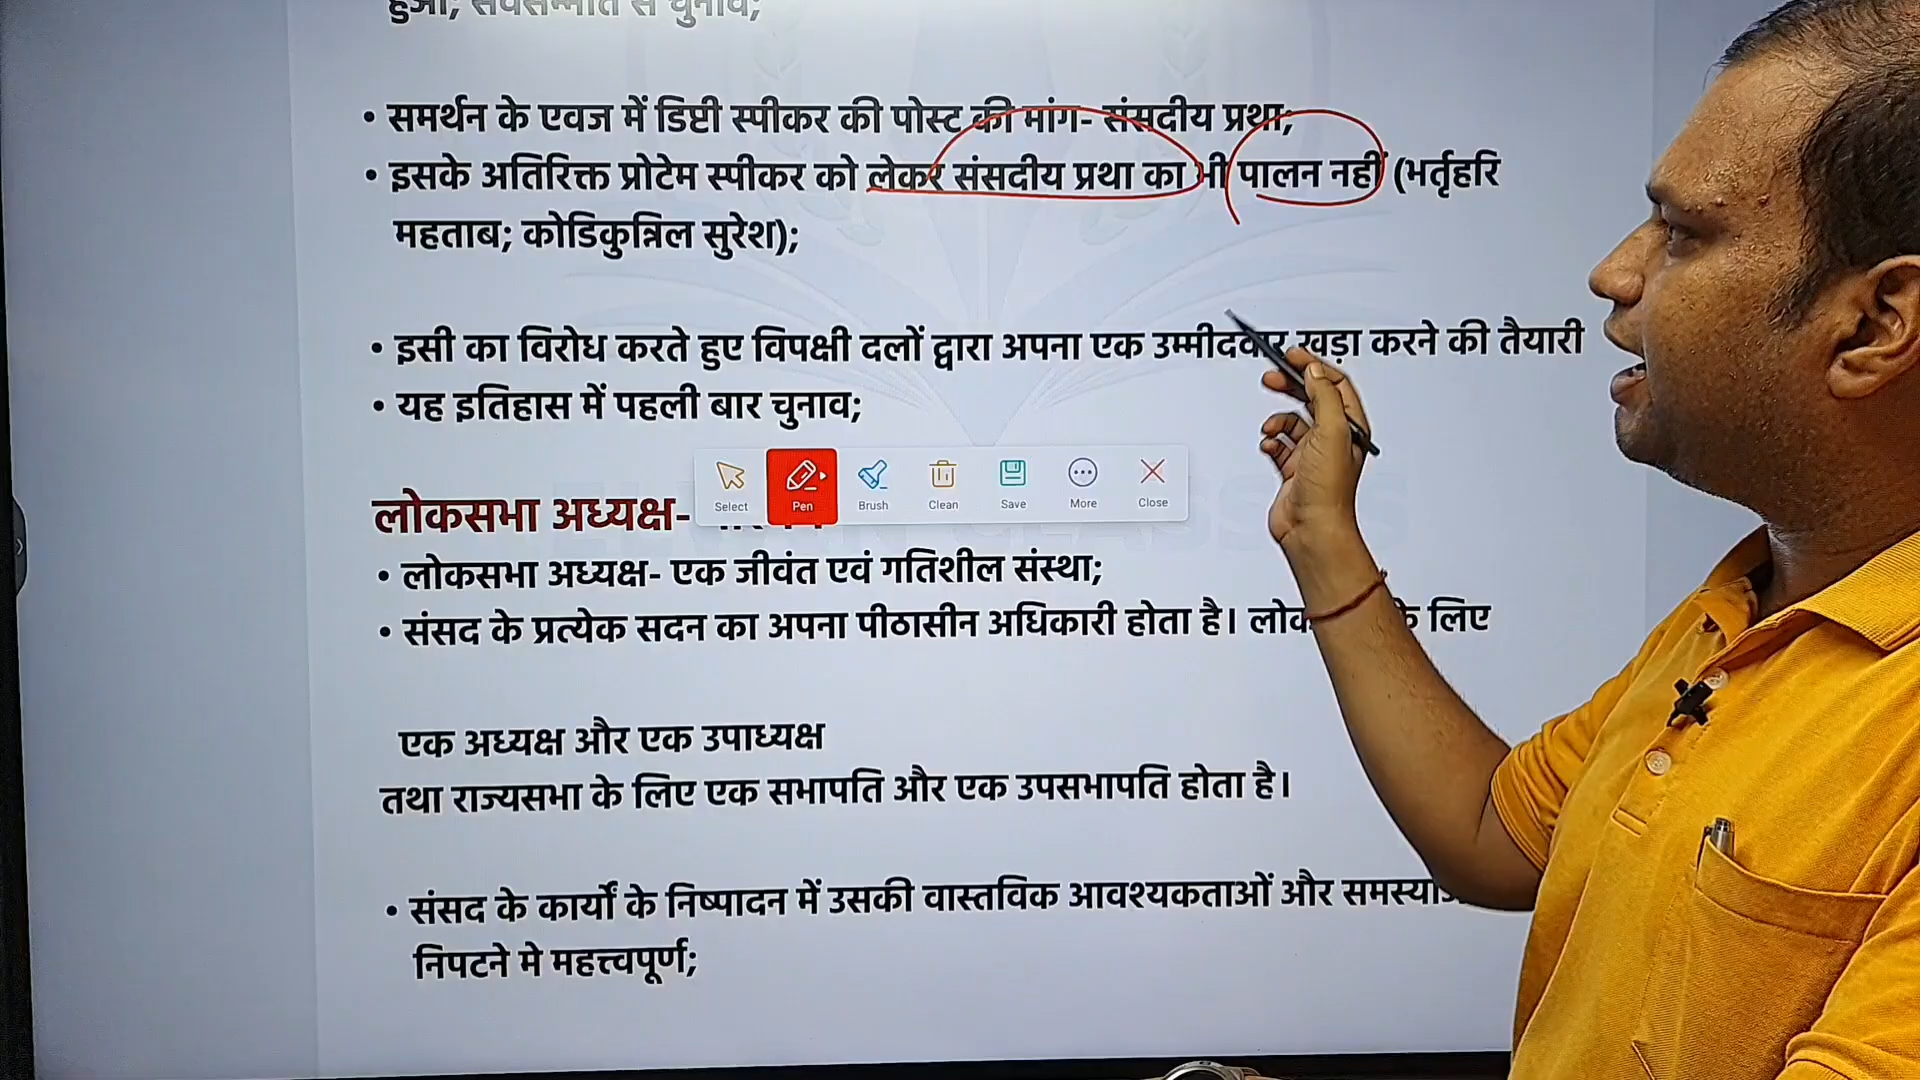 हुआ; सर्वसम्मति से चुनाव;
• समर्थन के एवज में डिप्टी स्पीकर की पोस्ट की मांग- संसदीय प्रथा;
• इसके अतिरिक्त प्रोटेम स्पीकर को लेकर संसदीय प्रथा का भी पालन नहीं (भर्तृहरि
महताब; कोडिकुन्निल सुरेश);
• इसी का विरोध करते हुए विपक्षी दलों द्वारा अपना एक उम्मीदवार खड़ा करने की तैयारी
• यह इतिहास में पहली बार चुनाव;
Select Pen Brush Clean Save More Close
लोकसभा अध्यक्ष-
• लोकसभा अध्यक्ष- एक जीवंत एवं गतिशील संस्था;
• संसद के प्रत्येक सदन का अपना पीठासीन अधिकारी होता है। के लिए
एक अध्यक्ष और एक उपाध्यक्ष
तथा राज्यसभा के लिए एक सभापति और एक उपसभापति होता है।
• संसद के कार्यों के निष्पादन में उसकी वास्तविक आवश्यकताओं और
निपटने मे महत्त्वपूर्ण;